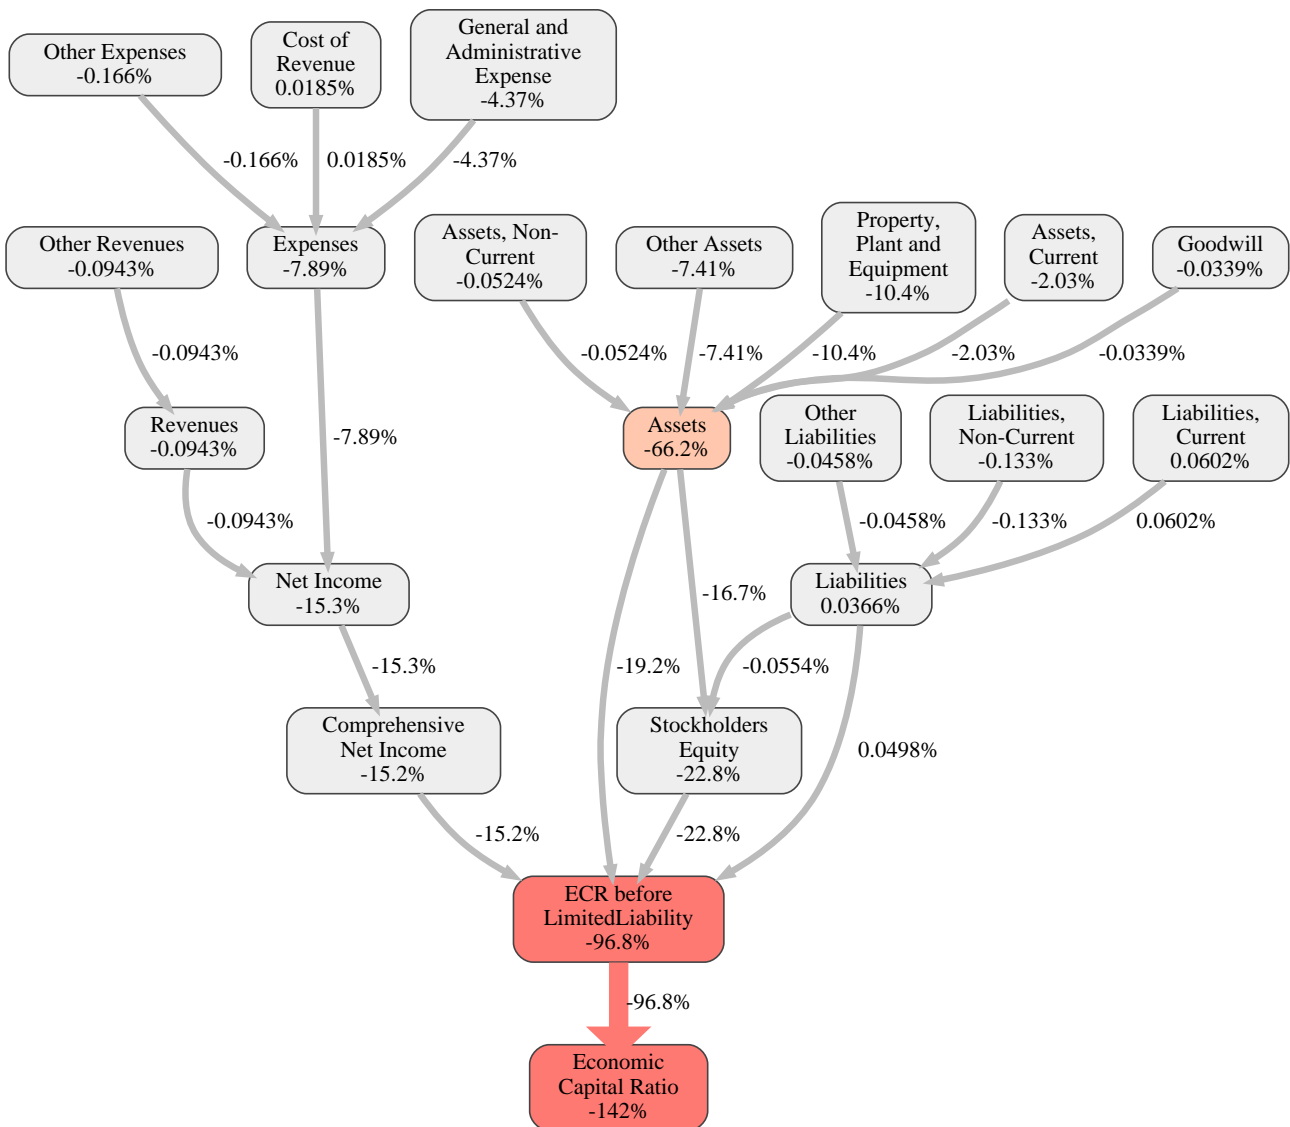 Other Expenses
-0.166%
Cost of
Revenue
0.0185%
General and
Administrative
Expense
-4.37%
-0.166%
0.0185%
-4.37%
Other Revenues
-0.0943%
Expenses
-7.89%
Assets, Non-
Current
-0.0524%
Other Assets
-7.41%
Property,
Plant and
Equipment
-10.4%
Assets,
Current
-2.03%
Goodwill
-0.0339%
-0.0943%
-0.0524%
-7.41%
-10.4%
-2.03%
-0.0339%
Revenues
-0.0943%
-7.89%
Assets
-66.2%
Other
Liabilities
-0.0458%
Liabilities,
Non-Current
-0.133%
Liabilities,
Current
0.0602%
-0.0943%
-0.0458%
-0.133%
0.0602%
Net Income
-15.3%
-16.7%
Liabilities
0.0366%
-15.3%
-19.2%
-0.0554%
Comprehensive
Net Income
-15.2%
Stockholders
Equity
-22.8%
0.0498%
-15.2%
-22.8%
ECR before
LimitedLiability
-96.8%
-96.8%
Economic
Capital Ratio
-142%